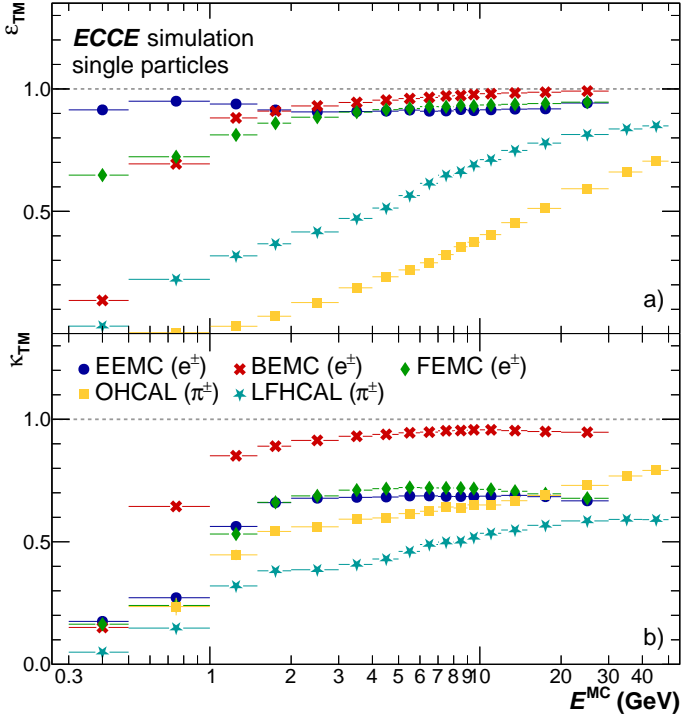 ε_TM
ECCE simulation
single particles
1.0
0.5
a)
κ_TM
EEMC (e±) BEMC (e±) FEMC (e±)
OHCAL (π±) LFHCAL (π±)
1.0
0.5
b)
0.0
0.3 1 2 3 4 5 6 7 8 9 10 20 30 40
E^MC (GeV)